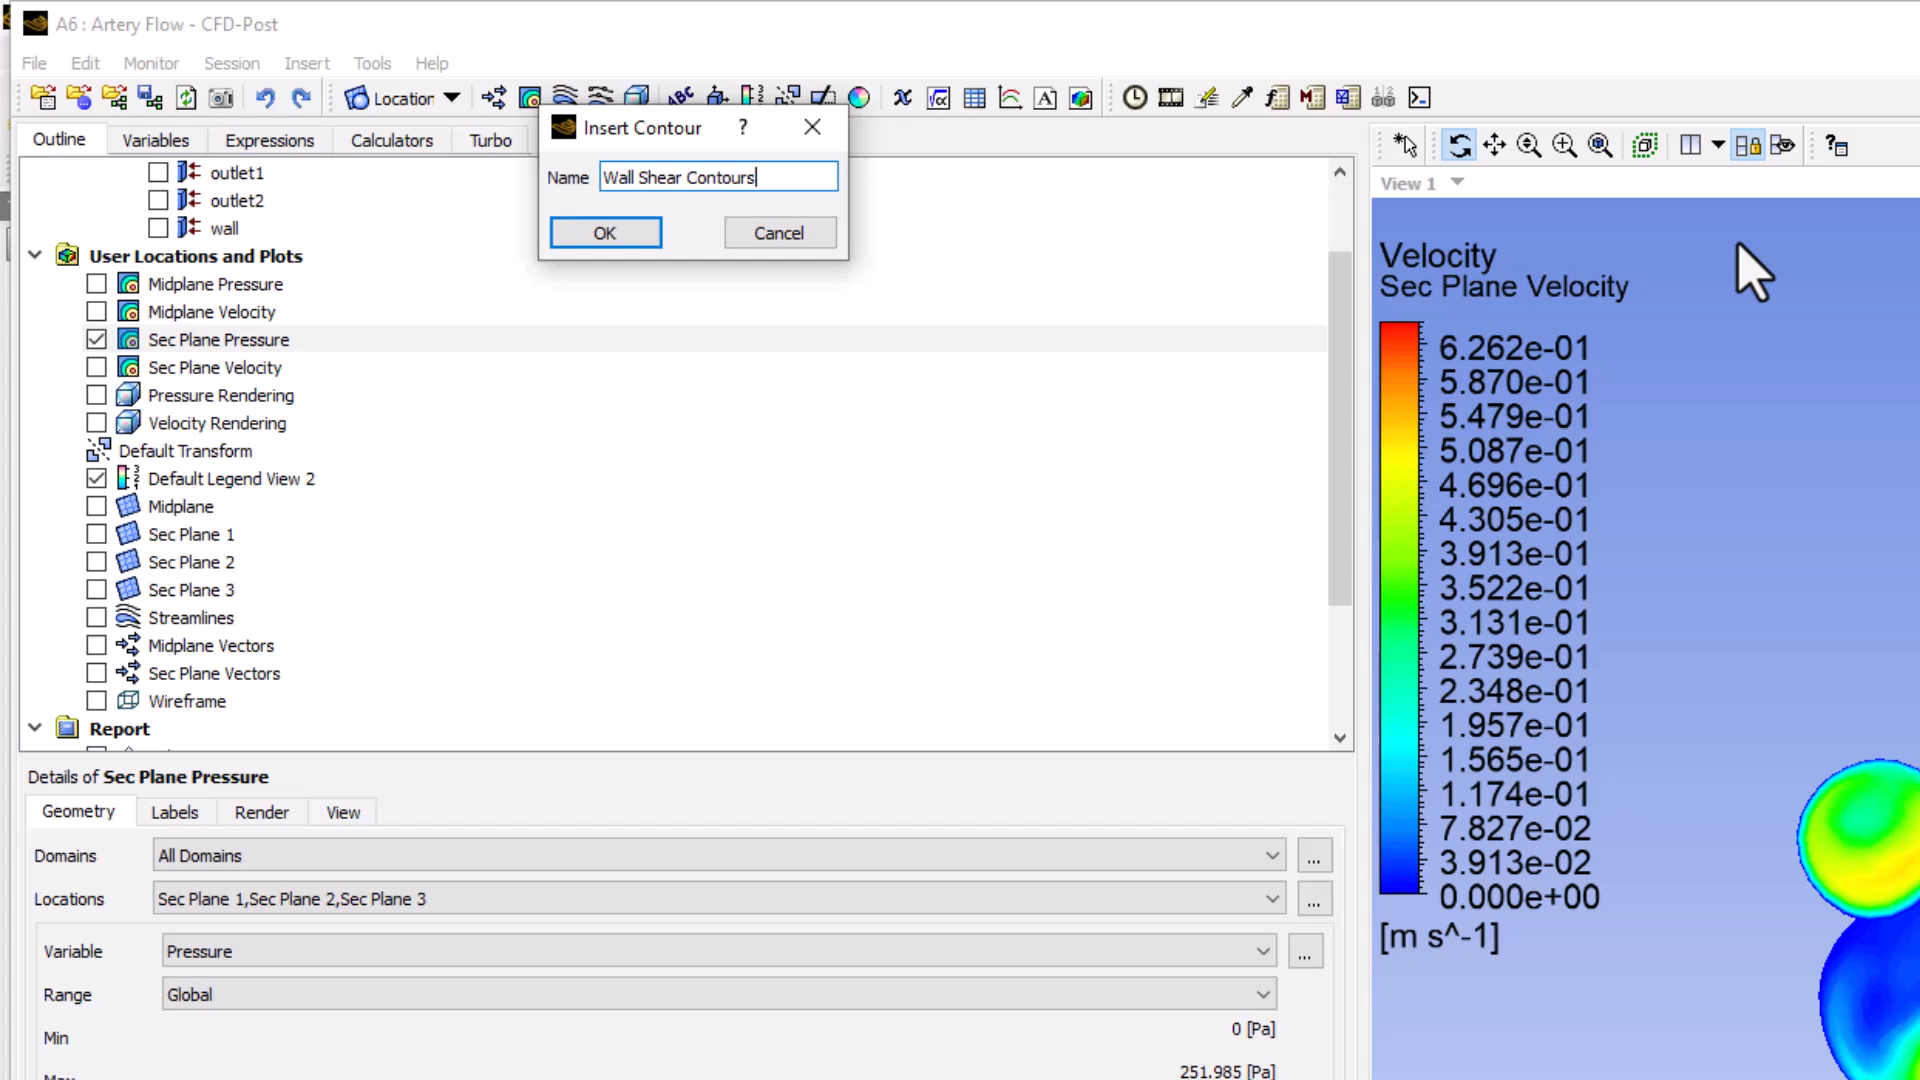 A6 : Artery Flow - CFD-Post
File Edit Monitor Session Insert Tools Help
Location
Outline Variables Expressions Calculators Turbo
Insert Contour
Name Wall Shear Contours
OK Cancel
outlet1
outlet2
wall
User Locations and Plots
Midplane Pressure
Midplane Velocity
Sec Plane Pressure
Sec Plane Velocity
Pressure Rendering
Velocity Rendering
Default Transform
Default Legend View 2
Midplane
Sec Plane 1
Sec Plane 2
Sec Plane 3
Streamlines
Midplane Vectors
Sec Plane Vectors
Wireframe
Report
Details of Sec Plane Pressure
Geometry Labels Render View
Domains All Domains ...
Locations Sec Plane 1,Sec Plane 2,Sec Plane 3 ...
Variable Pressure ...
Range Global
Min 0 [Pa]
Max 251.985 [Pa]
View 1
Velocity
Sec Plane Velocity
6.262e-01
5.870e-01
5.479e-01
5.087e-01
4.696e-01
4.305e-01
3.913e-01
3.522e-01
3.131e-01
2.739e-01
2.348e-01
1.957e-01
1.565e-01
1.174e-01
7.827e-02
3.913e-02
0.000e+00
[m s^-1]